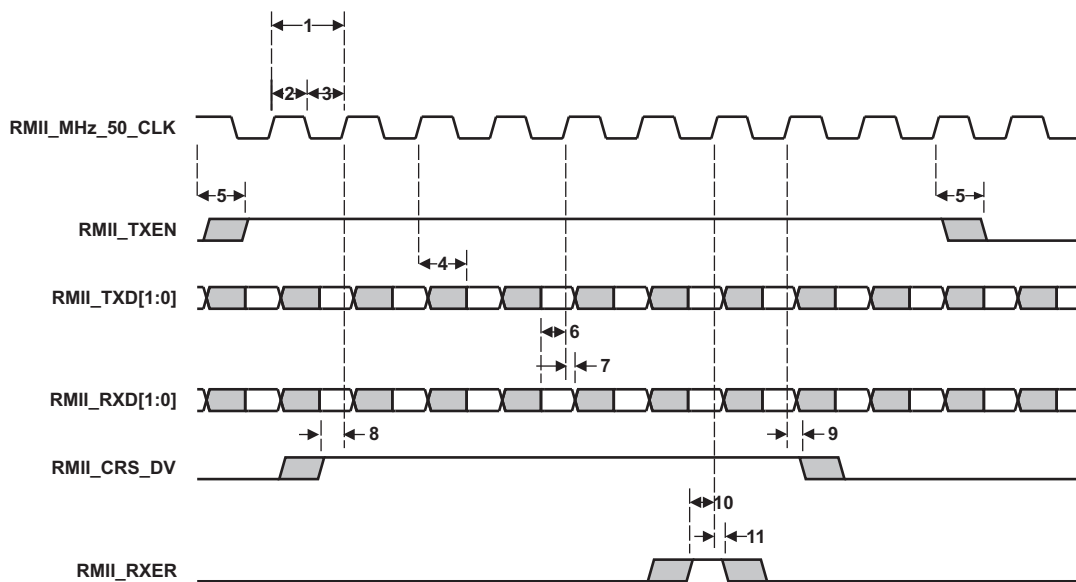 1
2
3
RMII_MHz_50_CLK
5
5
RMII_TXEN
4
RMII_TXD[1:0]
6
7
RMII_RXD[1:0]
8
9
RMII_CRS_DV
10
11
RMII_RXER